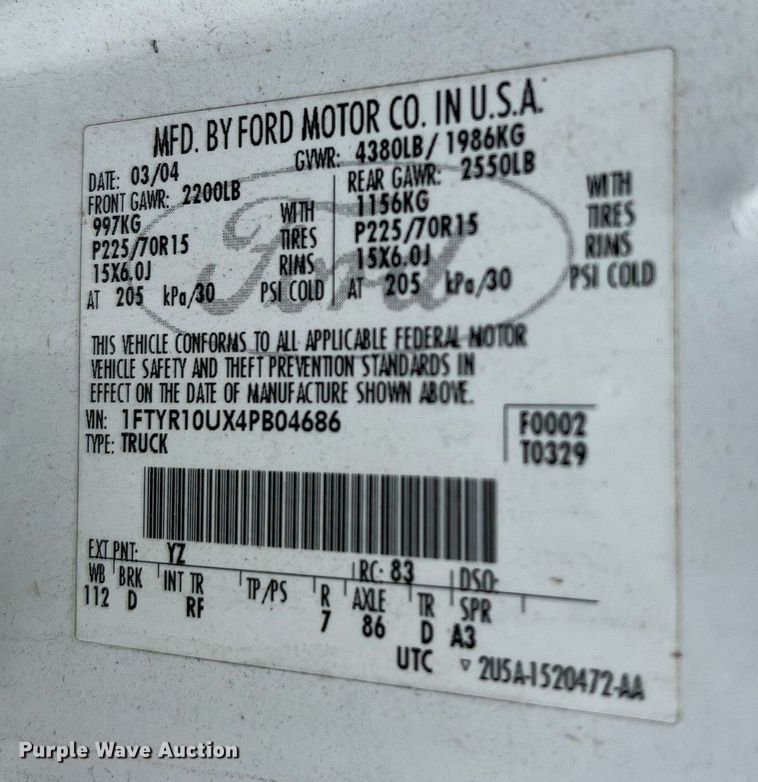 MFD. BY FORD MOTOR CO. IN U.S.A.
DATE: 03/04 GVWR: 4380LB/ 1986KG
FRONT GAWR: 2200LB REAR GAWR: 2550LB
997KG WITH 1156KG WITH
P225/70R15 TIRES P225/70R15 TIRES
15X6.0J RIMS 15X6.0J RIMS
AT 205 kPa/30 PSI COLD AT 205 kPa/30 PSI COLD
Ford
THIS VEHICLE CONFORMS TO ALL APPLICABLE FEDERAL MOTOR
VEHICLE SAFETY AND THEFT PREVENTION STANDARDS IN
EFFECT ON THE DATE OF MANUFACTURE SHOWN ABOVE.
VIN: 1FTYR10UX4PB04686 F0002
TYPE: TRUCK T0329
EXT PNT: YZ RC: 83 DSO:
WB BRK INT TR TP/PS R AXLE TR SPR
112 D RF 7 86 D A3
UTC ▽ 2U5A-1520472-AA
Purple Wave Auction